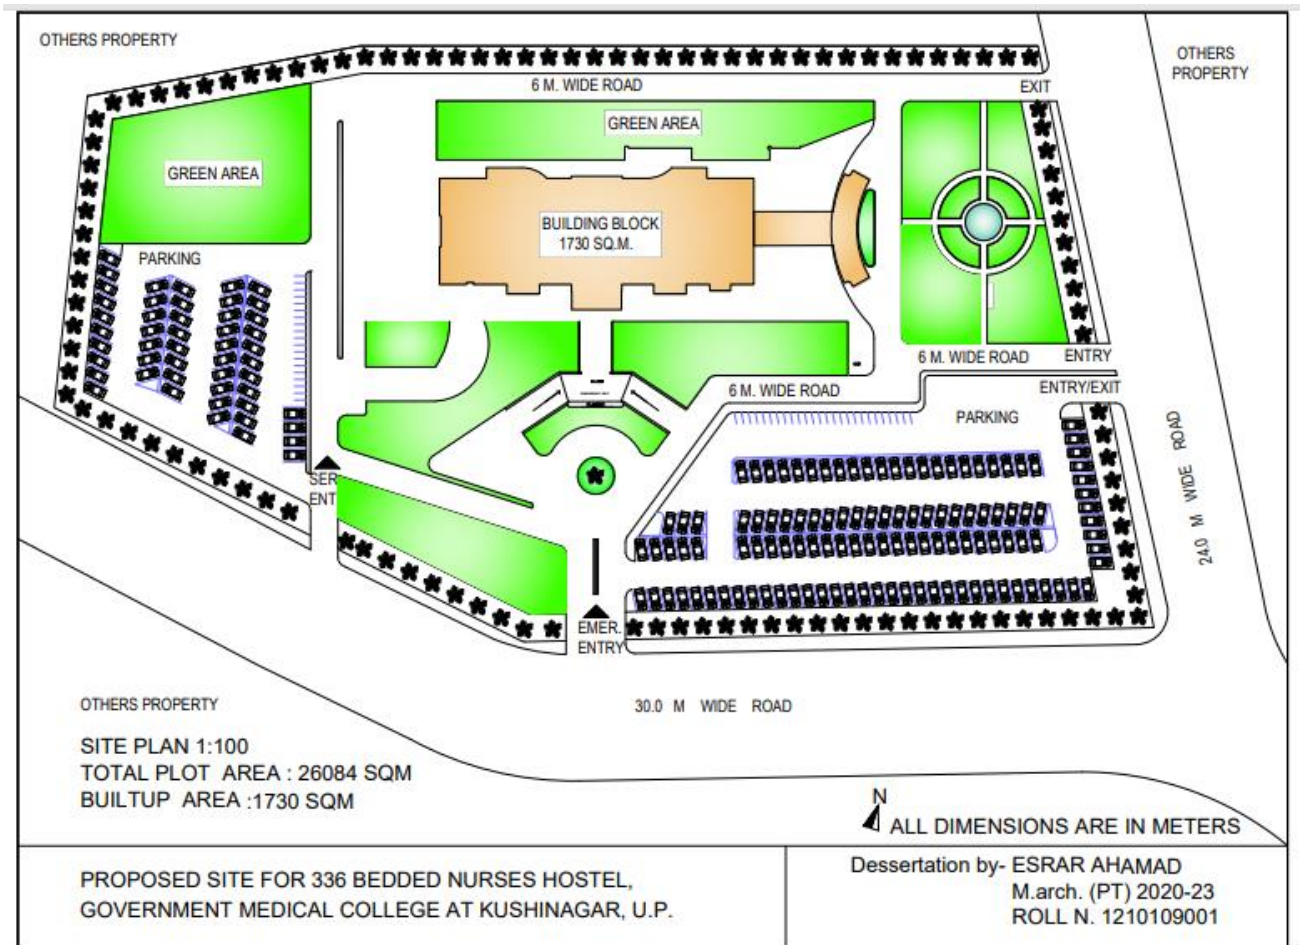 OTHERS PROPERTY
OTHERS
PROPERTY
6 M. WIDE ROAD
EXIT
GREEN AREA
GREEN AREA
BUILDING BLOCK
1730 SQ.M.
PARKING
6 M. WIDE ROAD
ENTRY
6 M. WIDE ROAD
ENTRY/EXIT
PARKING
24.0 M WIDE ROAD
SER
ENT
EMER.
ENTRY
OTHERS PROPERTY
30.0 M WIDE ROAD
SITE PLAN 1:100
TOTAL PLOT AREA : 26084 SQM
BUILTUP AREA :1730 SQM
N
ALL DIMENSIONS ARE IN METERS
PROPOSED SITE FOR 336 BEDDED NURSES HOSTEL,
GOVERNMENT MEDICAL COLLEGE AT KUSHINAGAR, U.P.
Dessertation by- ESRAR AHAMAD
M.arch. (PT) 2020-23
ROLL N. 1210109001